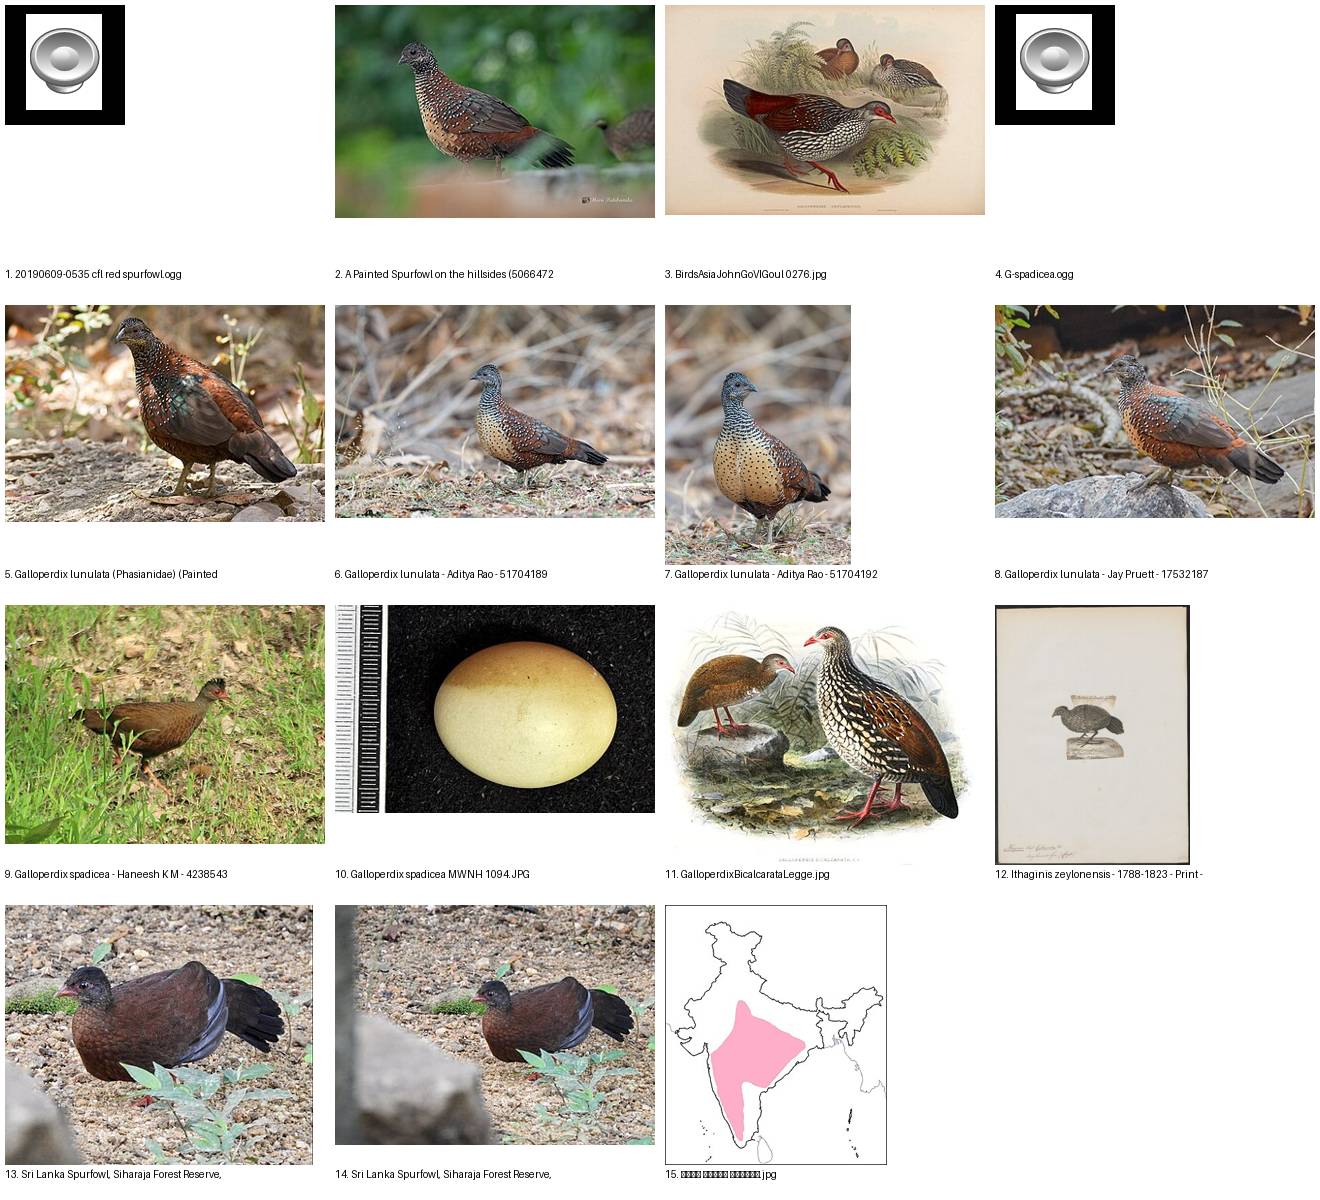 1. 20190609-0535 cfl red spurfowl.ogg
2. A Painted Spurfowl on the hillsides (5066472
3. BirdsAsiaJohnGoVIGoul 0276.jpg
4. G-spadicea.ogg
5. Galloperdix lunulata (Phasianidae) (Painted
6. Galloperdix lunulata - Aditya Rao - 51704189
7. Galloperdix lunulata - Aditya Rao - 51704192
8. Galloperdix lunulata - Jay Pruett - 17532187
9. Galloperdix spadicea - Haneesh K M - 4238543
10. Galloperdix spadicea MWNH 1094.JPG
11. GalloperdixBicalcarataLegge.jpg
12. Ithaginis zeylonensis - 1788-1823 - Print -
13. Sri Lanka Spurfowl, Siharaja Forest Reserve,
14. Sri Lanka Spurfowl, Siharaja Forest Reserve,
15. .jpg